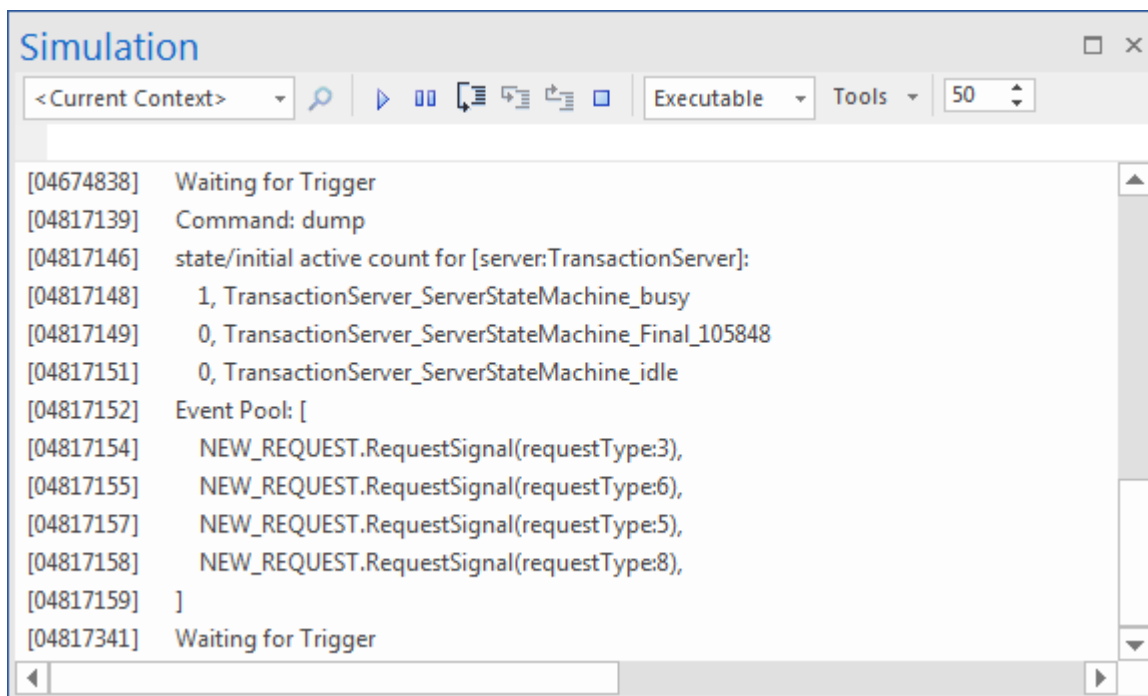 Simulation
<Current Context> Executable Tools 50
[04674838] Waiting for Trigger
[04817139] Command: dump
[04817146] state/initial active count for [server:TransactionServer]:
[04817148] 1, TransactionServer_ServerStateMachine_busy
[04817149] 0, TransactionServer_ServerStateMachine_Final_105848
[04817151] 0, TransactionServer_ServerStateMachine_idle
[04817152] Event Pool: [
[04817154] NEW_REQUEST.RequestSignal(requestType:3),
[04817155] NEW_REQUEST.RequestSignal(requestType:6),
[04817157] NEW_REQUEST.RequestSignal(requestType:5),
[04817158] NEW_REQUEST.RequestSignal(requestType:8),
[04817159] ]
[04817341] Waiting for Trigger